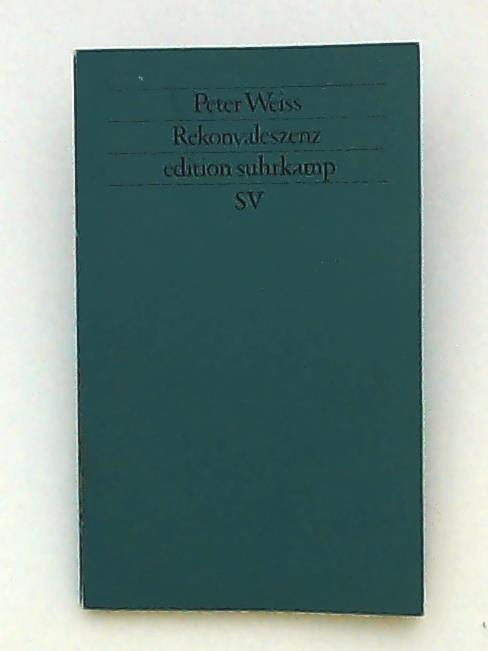 Peter Weiss
Rekonvaleszenz
edition suhrkamp
SV